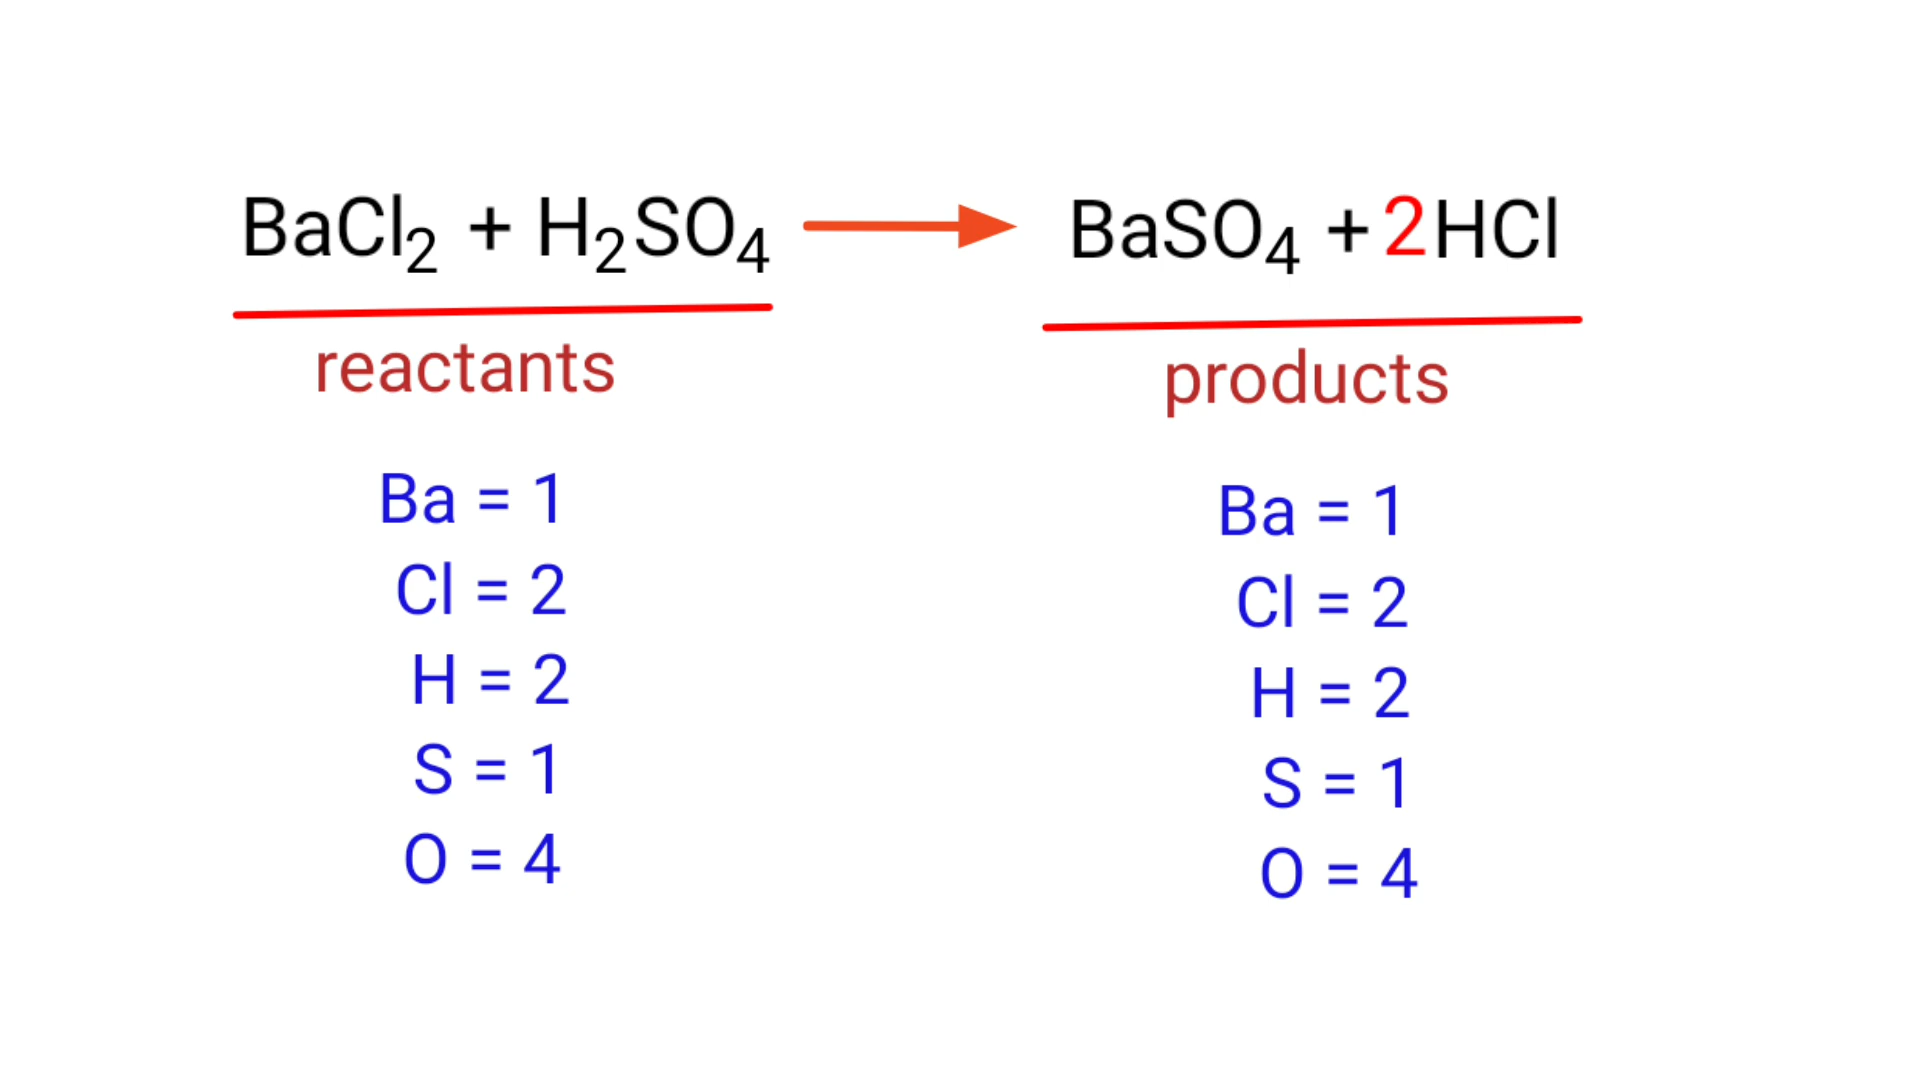 BaCl₂ + H₂SO₄ → BaSO₄ + 2HCl
reactants products
Ba = 1 Ba = 1
Cl = 2 Cl = 2
H = 2 H = 2
S = 1 S = 1
O = 4 O = 4